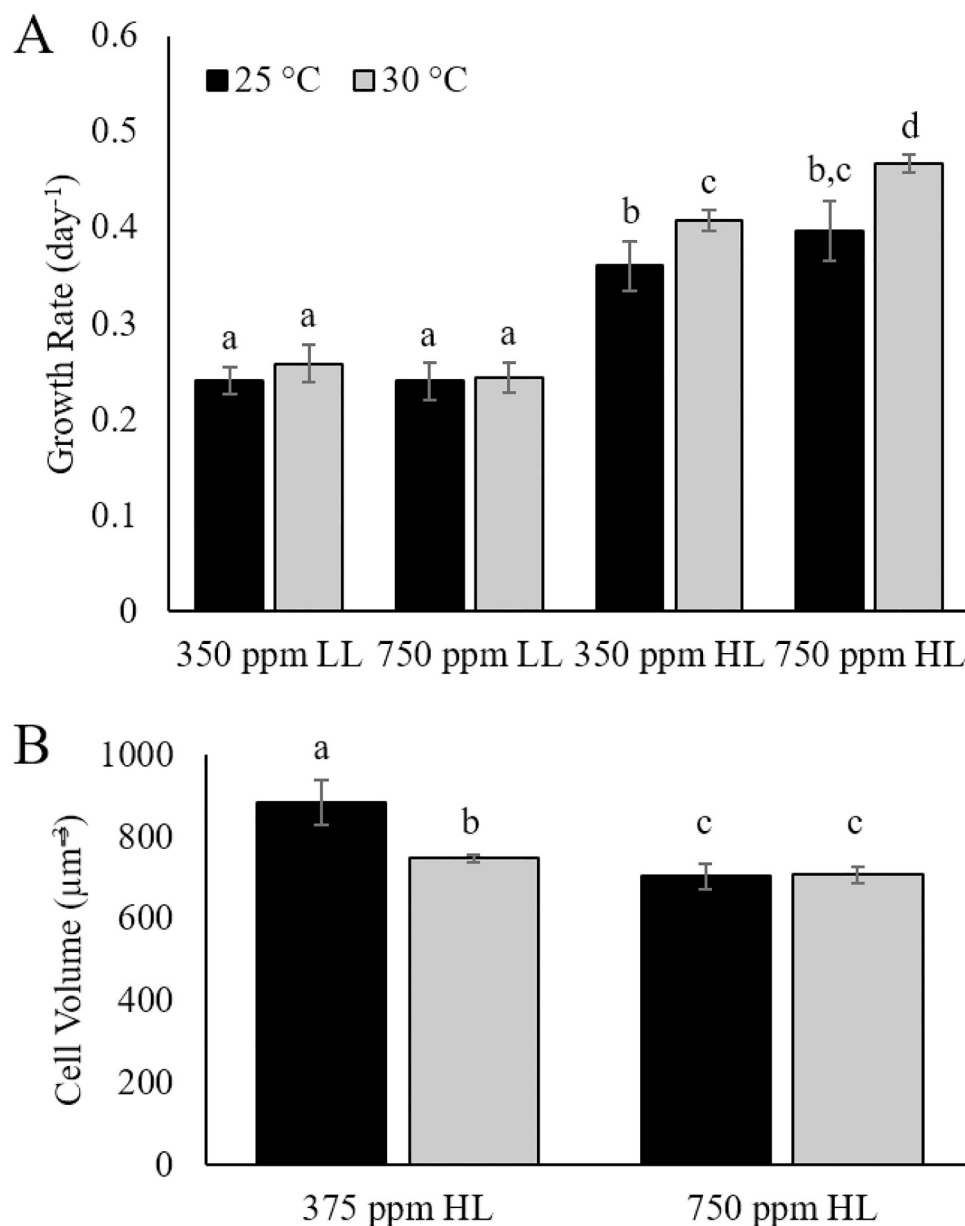 A
0.6
25 °C 30 °C
0.5
0.4
0.3
0.2
0.1
0
Growth Rate (day⁻¹)
a a a a b c b,c d
350 ppm LL 750 ppm LL 350 ppm HL 750 ppm HL
B
1000
800
600
400
200
0
Cell Volume (μm⁻³)
a b c c
375 ppm HL 750 ppm HL